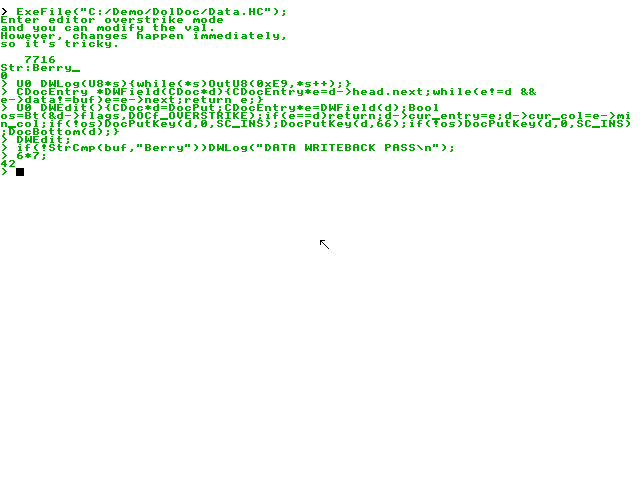 > ExeFile("C:/Demo/DolDoc/Data.HC");
Enter editor overstrike mode
and you can modify the val.
However, changes happen immediately,
so it's tricky.
7716
Str:Berry_
0
> U0 DWLog(U8*s){while(*s)OutU8(0xE9,*s++);}
> CDocEntry *DWField(CDoc*d){CDocEntry*e=d->head.next;while(e!=d &&
e->data!=buf)e=e->next;return e;}
> U0 DWEdit(){CDoc*d=DocPut;CDocEntry*e=DWField(d);Bool
os=Bt(&d->flags,DOCf_OVERSTRIKE);if(e==d)return;d->cur_entry=e;d->cur_col=e->mi
n_col;if(!os)DocPutKey(d,0,SC_INS);DocPutKey(d,66);if(!os)DocPutKey(d,0,SC_INS)
;DocBottom(d);}
> DWEdit;
> if(!StrCmp(buf,"Berry"))DWLog("DATA WRITEBACK PASS\n");
> 6*7;
42
>